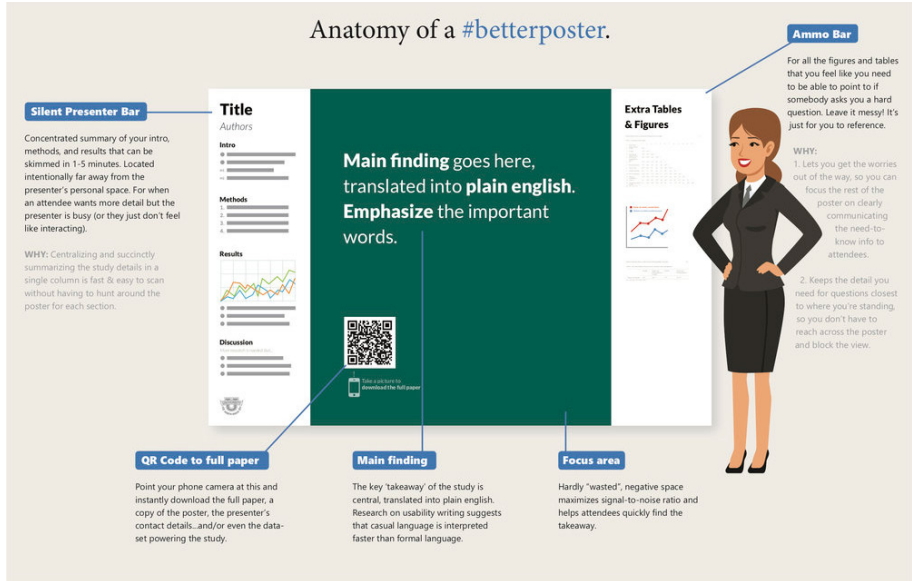 Anatomy of a #betterposter.
Silent Presenter Bar
Concentrated summary of your intro,
methods, and results that can be
skimmed in 1-5 minutes. Located
intentionally far away from the
presenter's personal space. For when
an attendee wants more detail but the
presenter is busy (or they just don't feel
like interacting).
WHY: Centralizing and succinctly
summarizing the study details in a
single column is fast & easy to scan
without having to hunt around the
poster for each section.
Title
Authors
Intro
Methods
1.
2.
3.
4.
Results
Discussion
Main finding goes here,
translated into plain english.
Emphasize the important
words.
Take a picture to
download the full paper
Extra Tables
& Figures
Ammo Bar
For all the figures and tables
that you feel like you need
to be able to point to if
somebody asks you a hard
question. Leave it messy! It's
just for you to reference.
WHY:
1. Lets you get the worries
out of the way, so you can
focus the rest of the
poster on clearly
communicating
the need-to-
know info to
attendees.
2. Keeps the detail you
need for questions closest
to where you're standing,
so you don't have to
reach across the poster
and block the view.
QR Code to full paper
Point your phone camera at this and
instantly download the full paper, a
copy of the poster, the presenter's
contact details...and/or even the data-
set powering the study.
Main finding
The key 'takeaway' of the study is
central, translated into plain english.
Research on usability writing suggests
that casual language is interpreted
faster than formal language.
Focus area
Hardly "wasted", negative space
maximizes signal-to-noise ratio and
helps attendees quickly find the
takeaway.